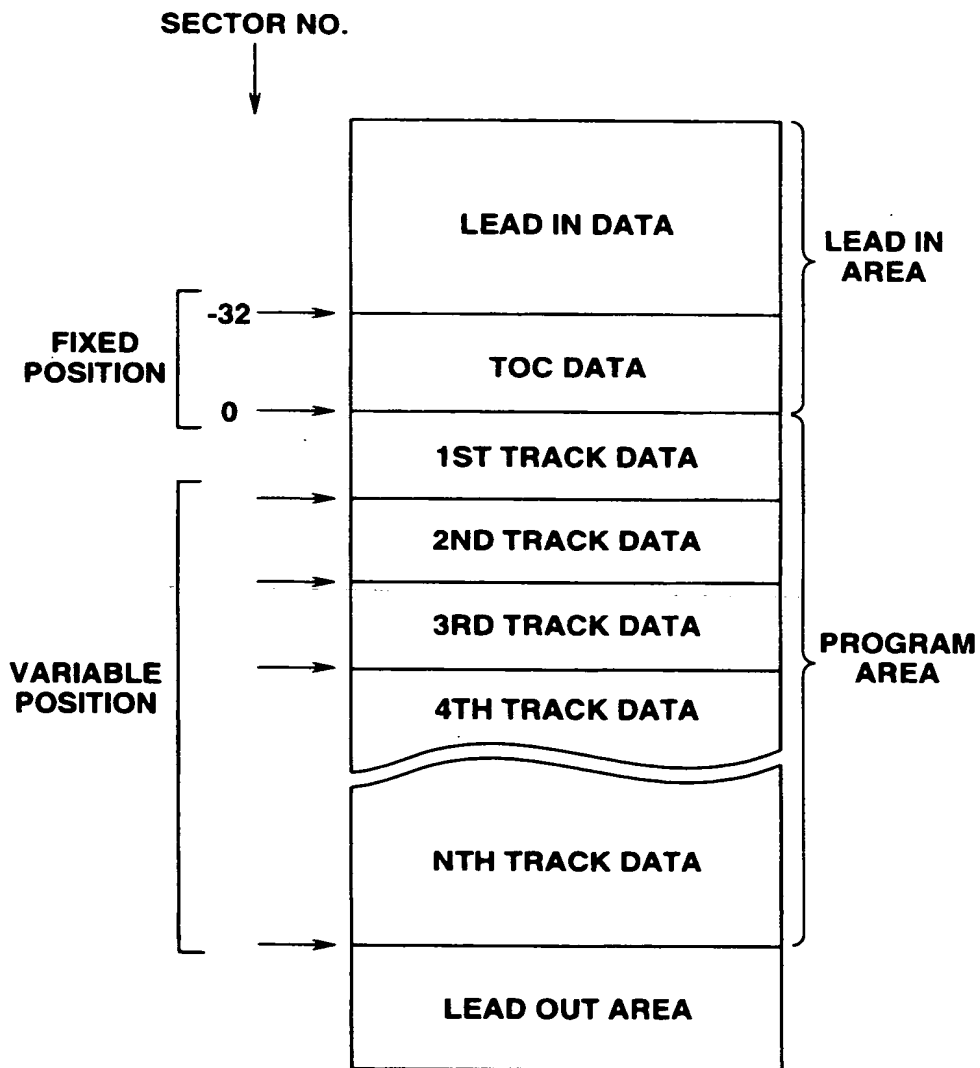 SECTOR NO.
LEAD IN DATA
LEAD IN
AREA
-32
FIXED
POSITION
TOC DATA
0
1ST TRACK DATA
2ND TRACK DATA
3RD TRACK DATA
PROGRAM
AREA
VARIABLE
POSITION
4TH TRACK DATA
NTH TRACK DATA
LEAD OUT AREA